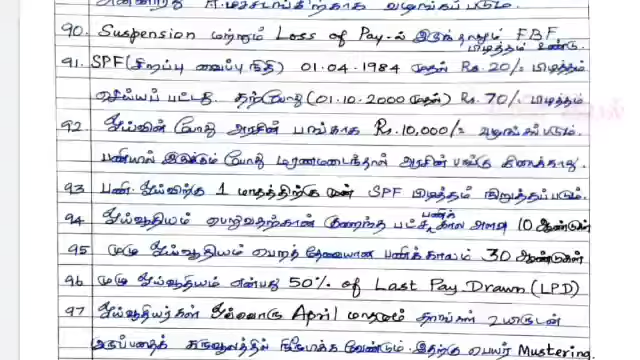 வழங்கப்படும்.
90. Suspension மற்றும் Loss of Pay-ல் இருந்தாலும் FBF
பிடித்தம் உண்டு.
91. SPF (சிறப்பு வைப்பு நிதி) 01.04.1984 முதல் Rs. 20/- பிடித்தம்
செய்யப் பட்டது. தற்போது (01.10.2000 முதல்) Rs. 70/- பிடித்தம்
92. ஓய்வின் போது அரசின் பங்காக Rs. 10,000/= வழங்கப்படும்.
பணியில் இருக்கும் போது மரணமடைந்தால் அரசின் பங்கு கிடைக்காது.
93 பணி ஓய்விற்கு 1 மாதத்திற்கு முன் SPF பிடித்தம் நிறுத்தப்படும்.
94 ஓய்வூதியம் பெறுவதற்கான குறைந்த பட்ச பணிக் கால அளவு 10 ஆண்டுகள்
95 முழு ஓய்வூதியம் பெறத் தேவையான பணிக்காலம் 30 ஆண்டுகள்
96 முழு ஓய்வூதியம் என்பது 50% of Last Pay Drawn (LPD)
97 ஓய்வூதியர்கள் ஒவ்வொரு April மாதமும் தாங்கள் உயிருடன்
இருப்பதைக் கருவூலத்தில் நிரூபிக்க வேண்டும். இதற்கு பெயர் Mustering